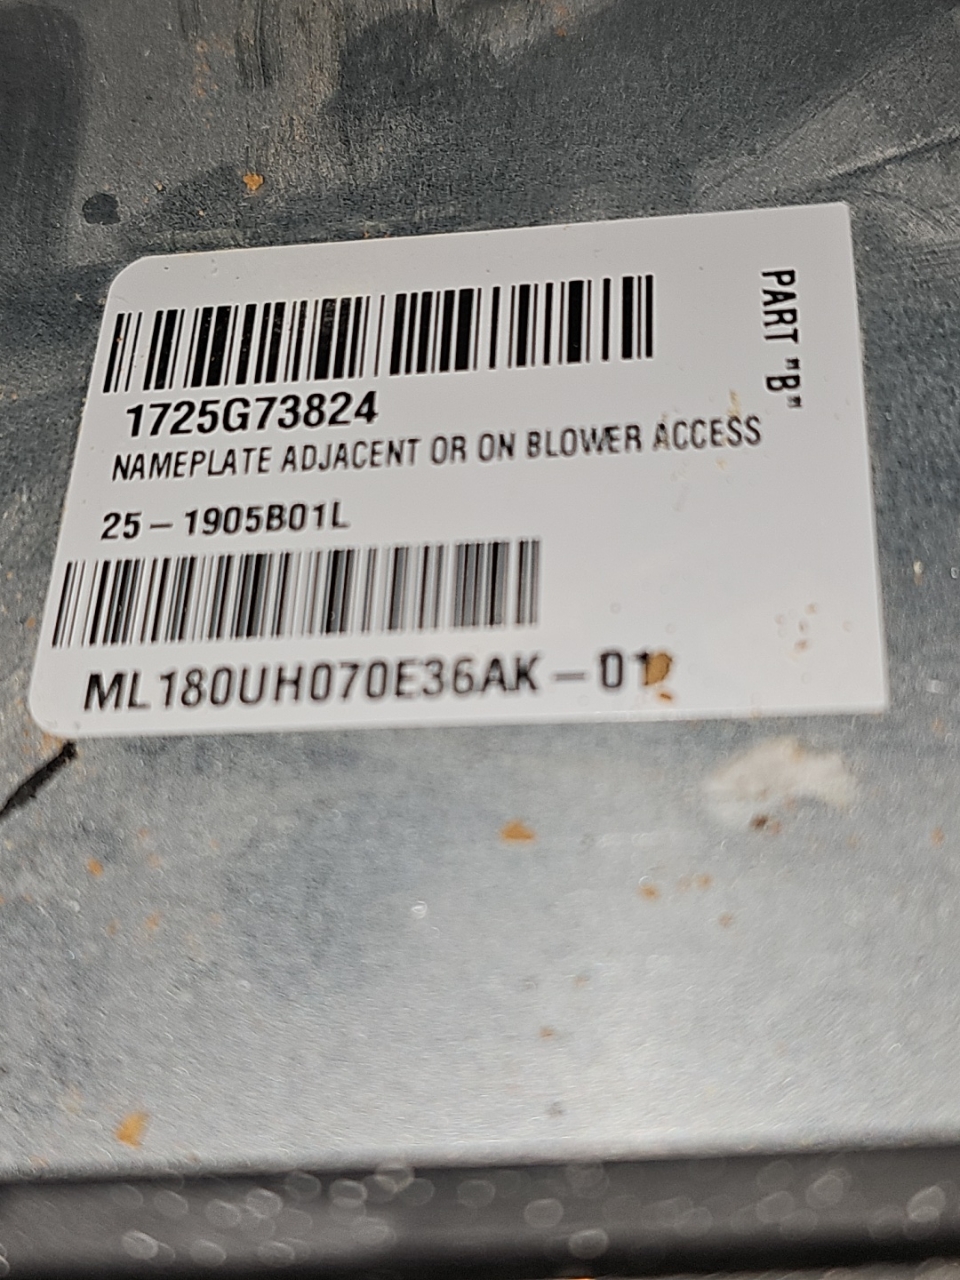 PART "B"
1725G73824
NAMEPLATE ADJACENT OR ON BLOWER ACCESS
25-1905B01L
ML180UH070E36AK-01